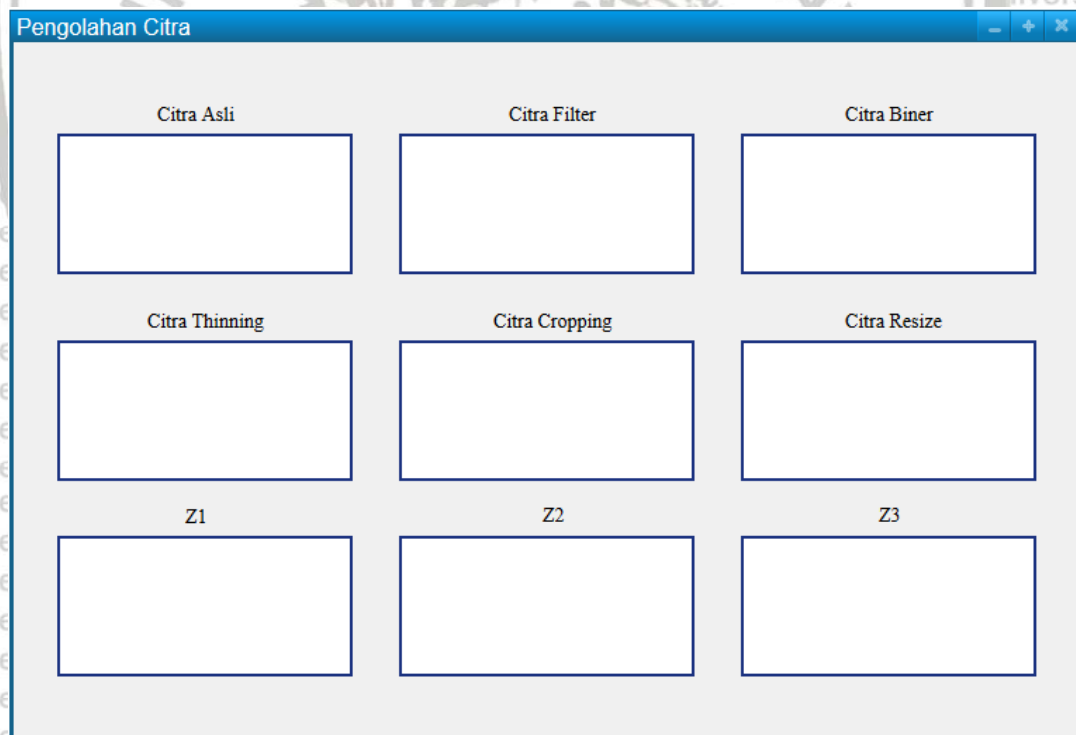 Pengolahan Citra
Citra Asli Citra Filter Citra Biner
Citra Thinning Citra Cropping Citra Resize
Z1 Z2 Z3